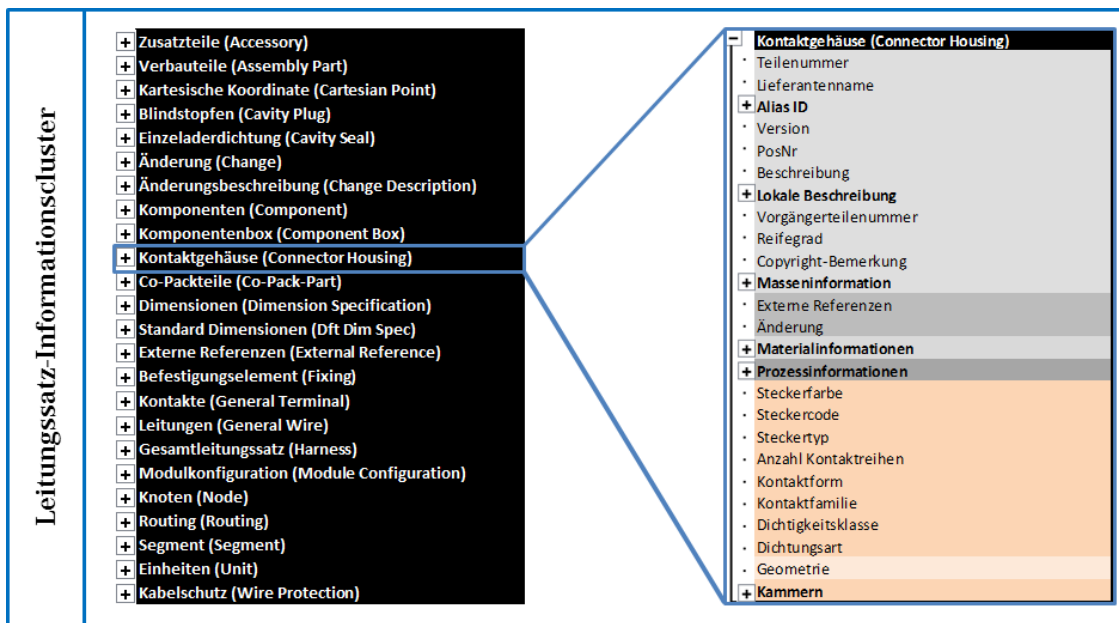 Leitungssatz-Informationscluster
Zusatzteile (Accessory)
Verbauteile (Assembly Part)
Kartesische Koordinate (Cartesian Point)
Blindstopfen (Cavity Plug)
Einzeladerdichtung (Cavity Seal)
Änderung (Change)
Änderungsbeschreibung (Change Description)
Komponenten (Component)
Komponentenbox (Component Box)
Kontaktgehäuse (Connector Housing)
Co-Packteile (Co-Pack-Part)
Dimensionen (Dimension Specification)
Standard Dimensionen (Dft Dim Spec)
Externe Referenzen (External Reference)
Befestigungselement (Fixing)
Kontakte (General Terminal)
Leitungen (General Wire)
Gesamtleitungssatz (Harness)
Modulkonfiguration (Module Configuration)
Knoten (Node)
Routing (Routing)
Segment (Segment)
Einheiten (Unit)
Kabelschutz (Wire Protection)
Kontaktgehäuse (Connector Housing)
Teilenummer
Lieferantenname
Alias ID
Version
PosNr
Beschreibung
Lokale Beschreibung
Vorgängerteilenummer
Reifegrad
Copyright-Bemerkung
Masseninformation
Externe Referenzen
Änderung
Materialinformationen
Prozessinformationen
Steckerfarbe
Steckercode
Steckertyp
Anzahl Kontaktreihen
Kontaktform
Kontaktfamilie
Dichtigkeitsklasse
Dichtungsart
Geometrie
Kammern